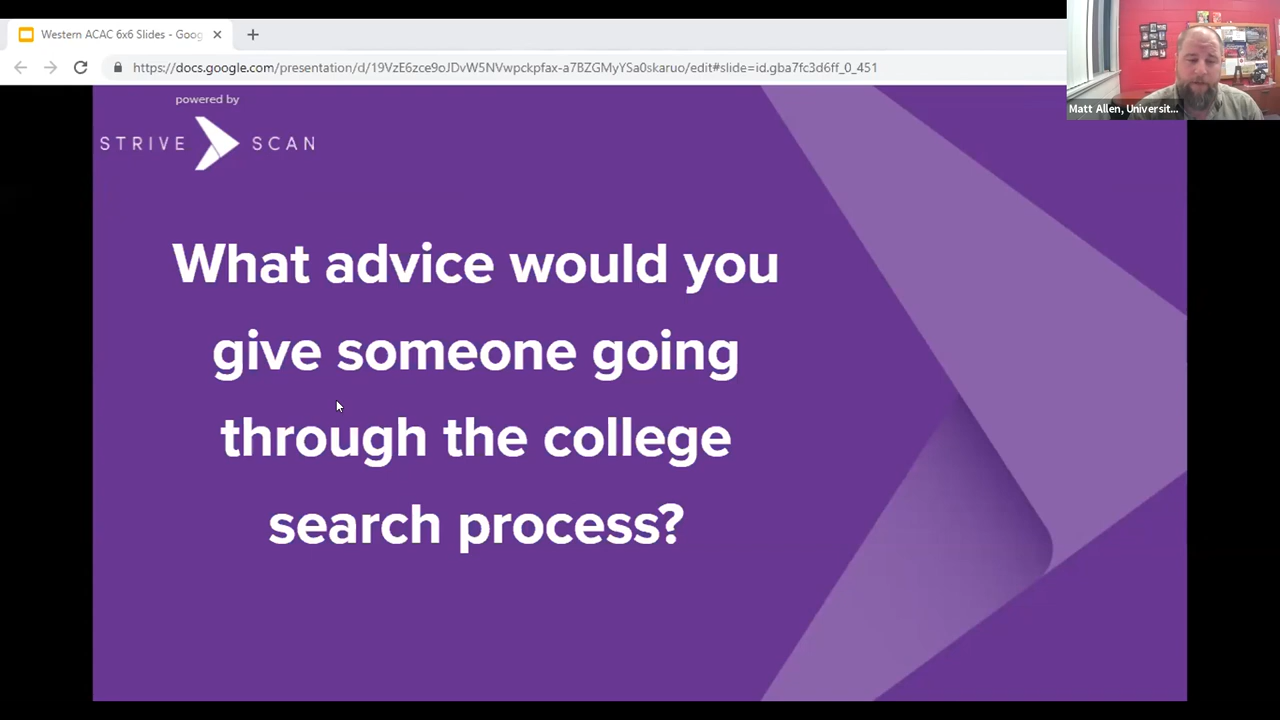 Western ACAC 6x6 Slides - Goog
https://docs.google.com/presentation/d/19VzE6zce9oJDvW5NVwpckpfax-a7BZGMyYSa0skaruo/edit#slide=id.gba7fc3d6ff_0_451
Matt Allen, Universit...
powered by
STRIVE SCAN
What advice would you
give someone going
through the college
search process?